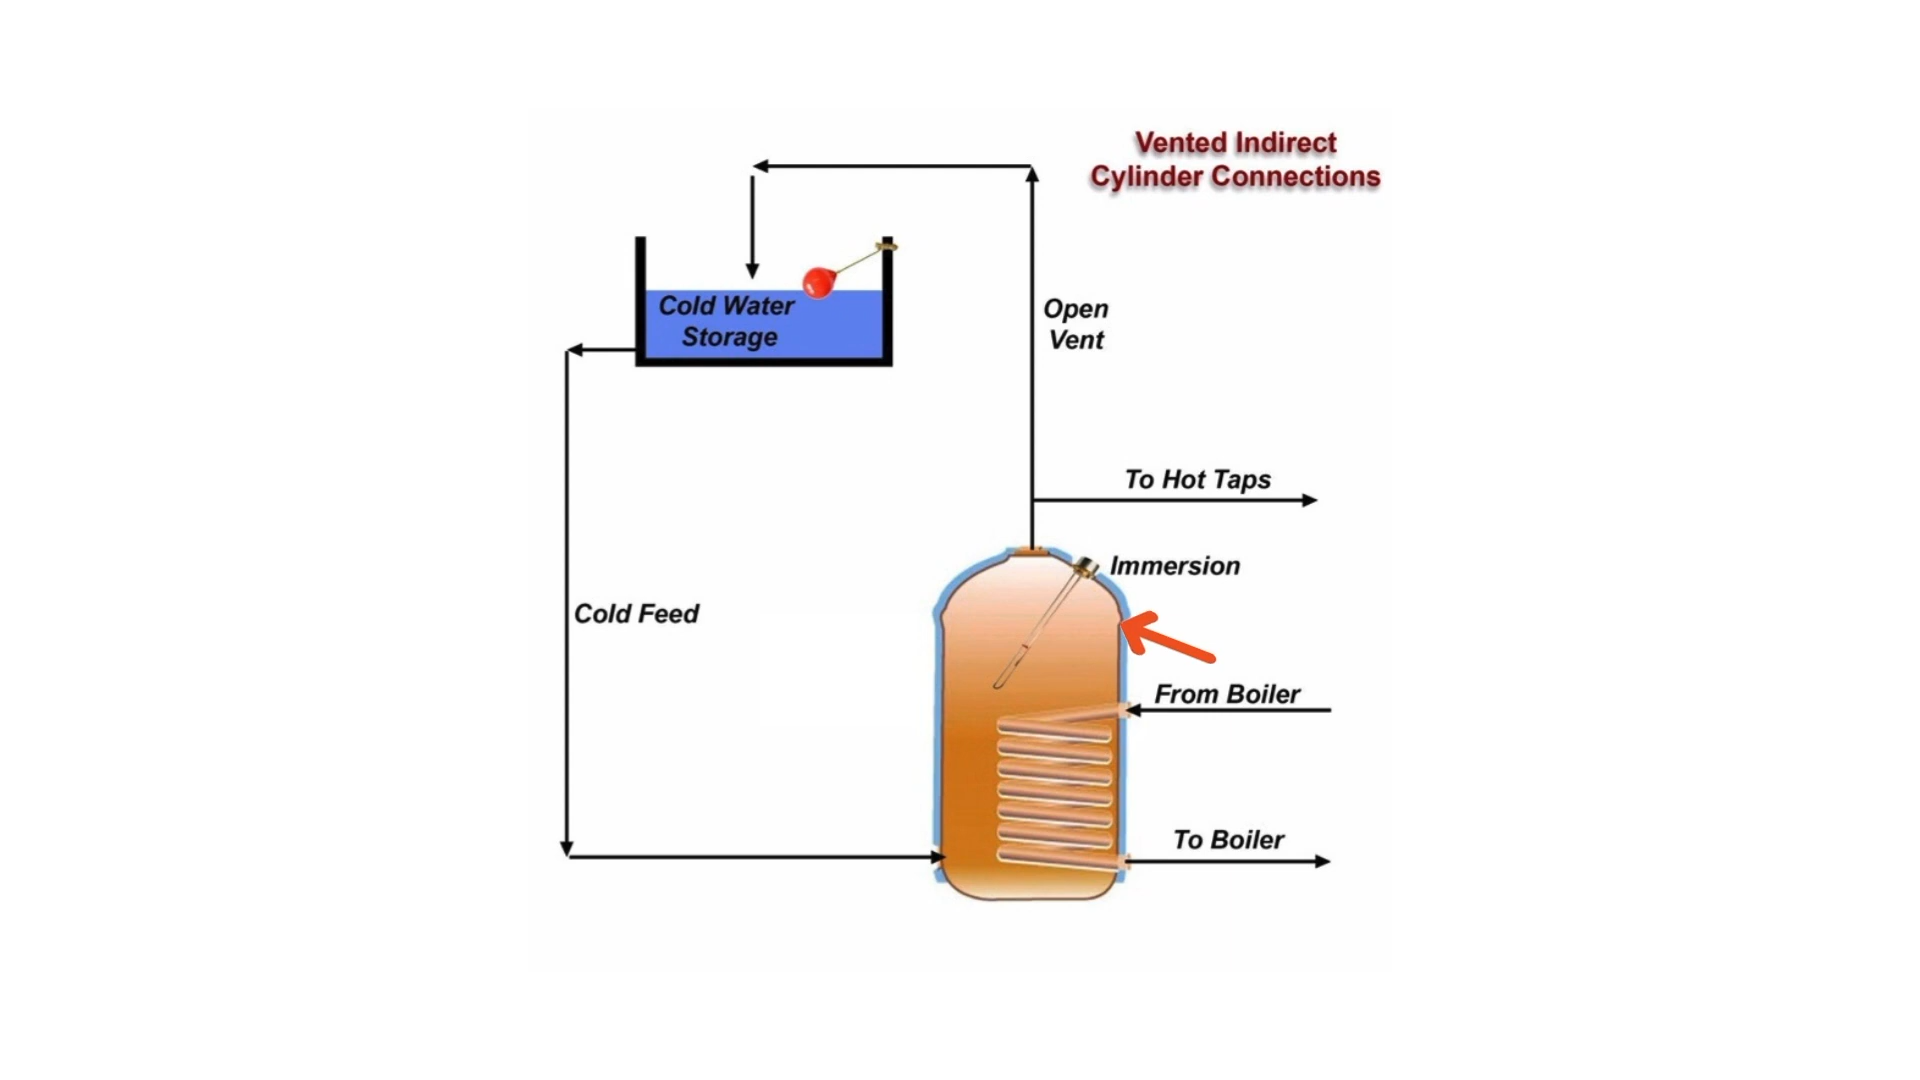 Vented Indirect
Cylinder Connections
Cold Water
Storage
Open
Vent
To Hot Taps
Immersion
Cold Feed
From Boiler
To Boiler